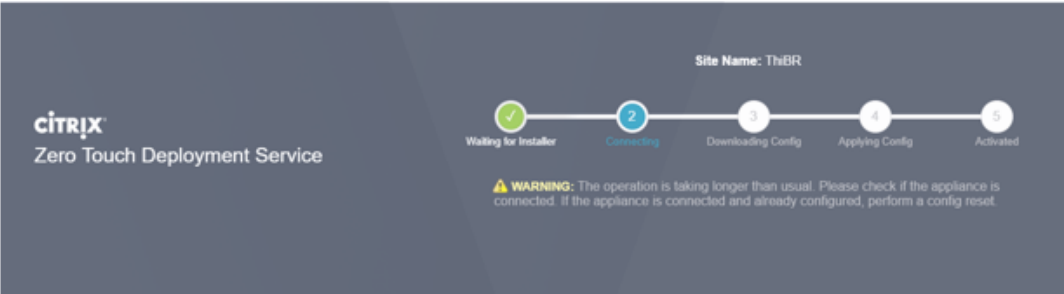 Site Name: ThiBR
CİTRIX
Zero Touch Deployment Service
✓ 2 3 4 5
Waiting for Installer Connecting Downloading Config Applying Config Activated
WARNING: The operation is taking longer than usual. Please check if the appliance is
connected. If the appliance is connected and already configured, perform a config reset.